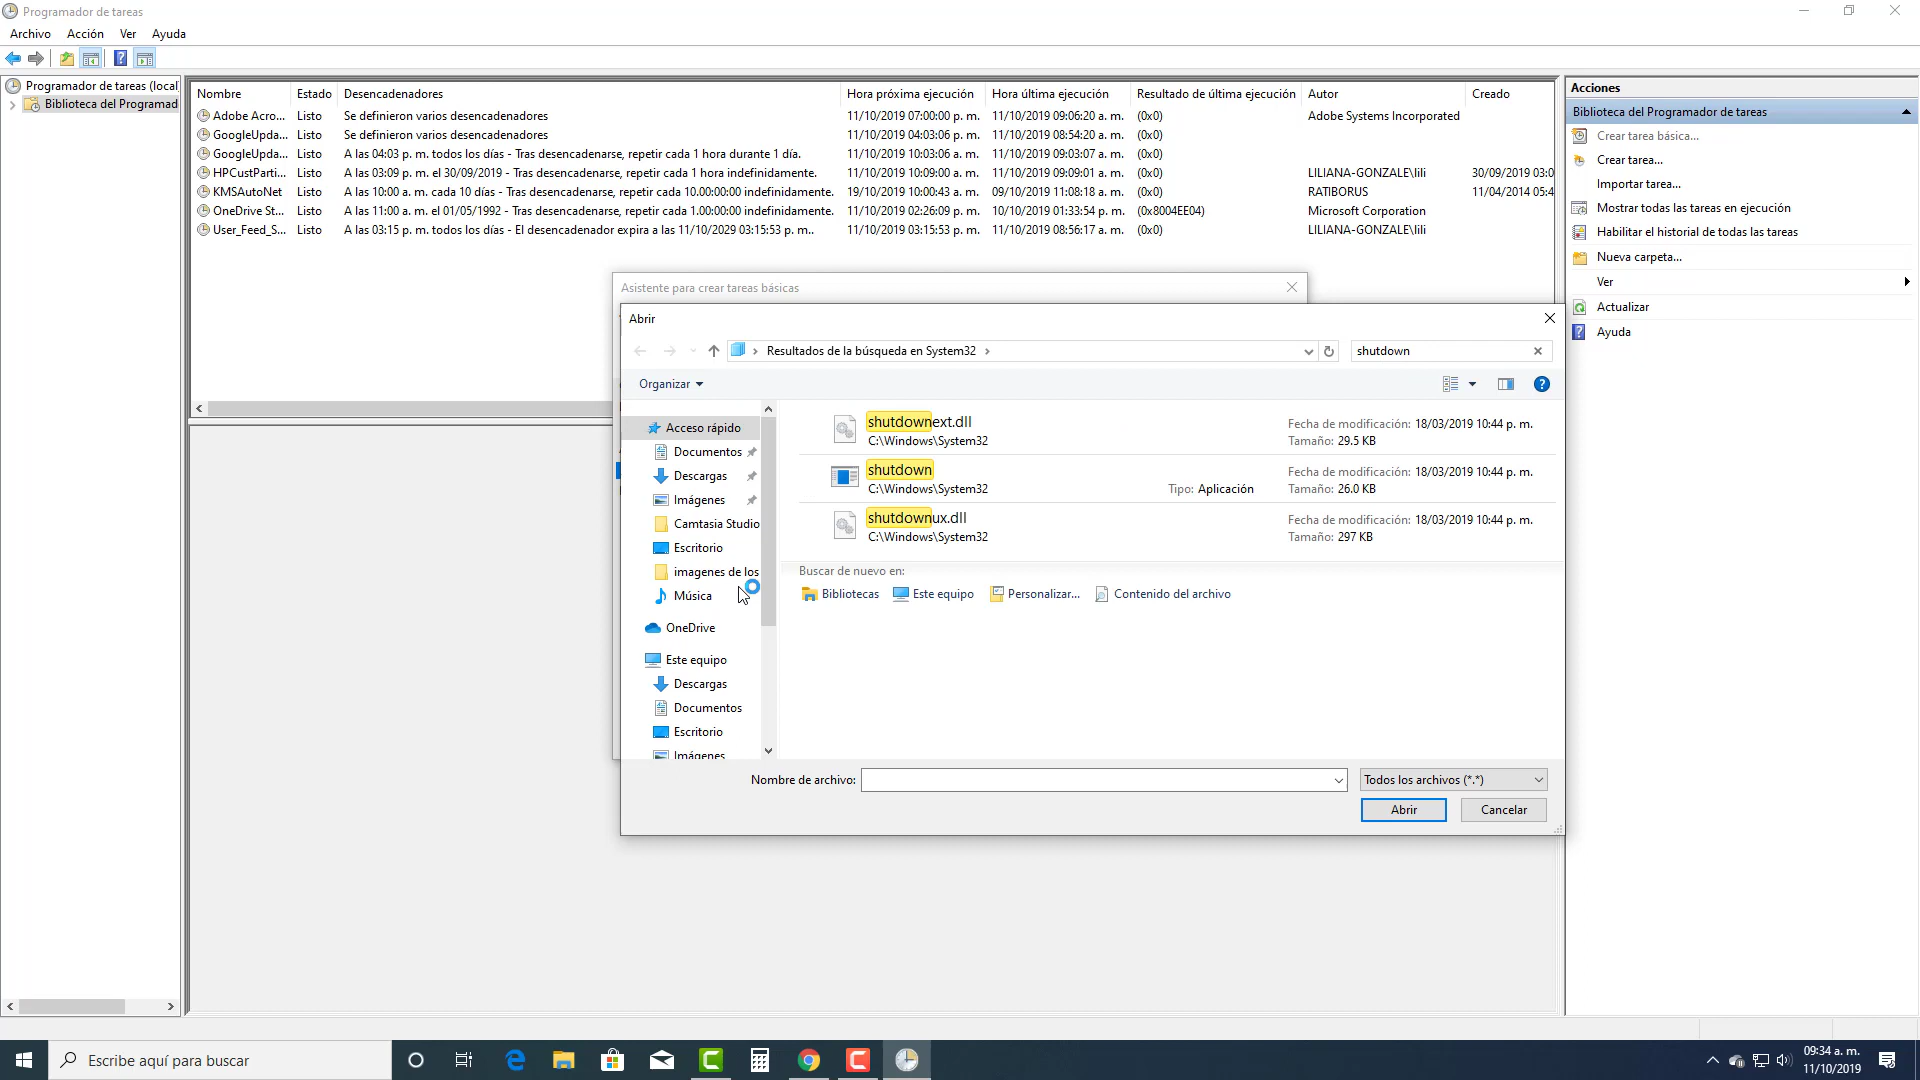 Programador de tareas
Archivo Acción Ver Ayuda
Programador de tareas (local
Biblioteca del Programad
Nombre Estado Desencadenadores Hora próxima ejecución Hora última ejecución Resultado de última ejecución Autor Creado
Adobe Acro... Listo Se definieron varios desencadenadores 11/10/2019 07:00:00 p. m. 11/10/2019 09:06:20 a. m. (0x0) Adobe Systems Incorporated
GoogleUpda... Listo Se definieron varios desencadenadores 11/10/2019 04:03:06 p. m. 11/10/2019 08:54:20 a. m. (0x0)
GoogleUpda... Listo A las 04:03 p. m. todos los días - Tras desencadenarse, repetir cada 1 hora durante 1 día. 11/10/2019 10:03:06 a. m. 11/10/2019 09:03:07 a. m. (0x0)
HPCustParti... Listo A las 03:09 p. m. el 30/09/2019 - Tras desencadenarse, repetir cada 1 hora indefinidamente. 11/10/2019 10:09:00 a. m. 11/10/2019 09:09:01 a. m. (0x0) LILIANA-GONZALE\lili 30/09/2019 03:0
KMSAutoNet Listo A las 10:00 a. m. cada 10 días - Tras desencadenarse, repetir cada 10.00:00:00 indefinidamente. 19/10/2019 10:00:43 a. m. 09/10/2019 11:08:18 a. m. (0x0) RATIBORUS 11/04/2014 05:4
OneDrive St... Listo A las 11:00 a. m. el 01/05/1992 - Tras desencadenarse, repetir cada 1.00:00:00 indefinidamente. 11/10/2019 02:26:09 p. m. 10/10/2019 01:33:54 p. m. (0x8004EE04) Microsoft Corporation
User_Feed_S... Listo A las 03:15 p. m. todos los días - El desencadenador expira a las 11/10/2029 03:15:53 p. m.. 11/10/2019 03:15:53 p. m. 11/10/2019 08:56:17 a. m. (0x0) LILIANA-GONZALE\lili
Acciones
Biblioteca del Programador de tareas
Crear tarea básica...
Crear tarea...
Importar tarea...
Mostrar todas las tareas en ejecución
Habilitar el historial de todas las tareas
Nueva carpeta...
Ver
Actualizar
Ayuda
Asistente para crear tareas básicas
Abrir
Resultados de la búsqueda en System32
shutdown
Organizar
Acceso rápido
Documentos
Descargas
Imágenes
Camtasia Studio
Escritorio
imagenes de los
Música
OneDrive
Este equipo
Descargas
Documentos
Escritorio
Imágenes
shutdownext.dll
C:\Windows\System32
Fecha de modificación: 18/03/2019 10:44 p. m.
Tamaño: 29.5 KB
shutdown
C:\Windows\System32
Tipo: Aplicación
Fecha de modificación: 18/03/2019 10:44 p. m.
Tamaño: 26.0 KB
shutdownux.dll
C:\Windows\System32
Fecha de modificación: 18/03/2019 10:44 p. m.
Tamaño: 297 KB
Buscar de nuevo en:
Bibliotecas Este equipo Personalizar... Contenido del archivo
Nombre de archivo: Todos los archivos (*.*)
Abrir Cancelar
Escribe aquí para buscar
09:34 a. m.
11/10/2019